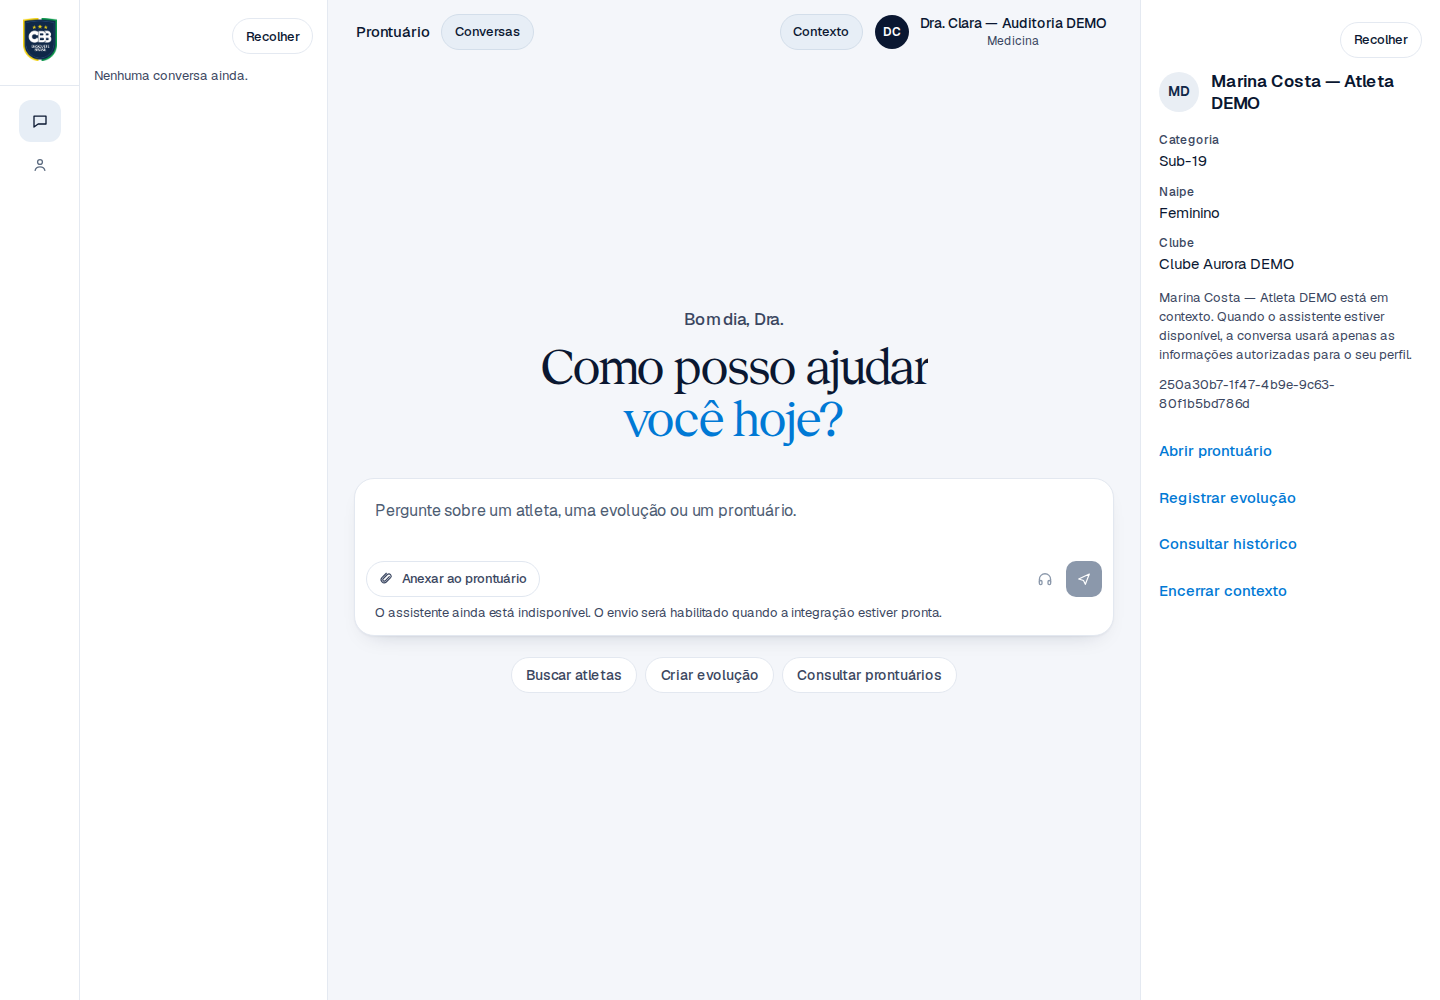 CBB
Recolher
Nenhuma conversa ainda.
Prontuário
Conversas
Contexto
DC
Dra. Clara — Auditoria DEMO
Medicina
Bom dia, Dra.
Como posso ajudar
você hoje?
Pergunte sobre um atleta, uma evolução ou um prontuário.
Anexar ao prontuário
O assistente ainda está indisponível. O envio será habilitado quando a integração estiver pronta.
Buscar atletas
Criar evolução
Consultar prontuários
Recolher
MD
Marina Costa — Atleta
DEMO
Categoria
Sub-19
Naipe
Feminino
Clube
Clube Aurora DEMO
Marina Costa — Atleta DEMO está em
contexto. Quando o assistente estiver
disponível, a conversa usará apenas as
informações autorizadas para o seu perfil.
250a30b7-1f47-4b9e-9c63-
80f1b5bd786d
Abrir prontuário
Registrar evolução
Consultar histórico
Encerrar contexto